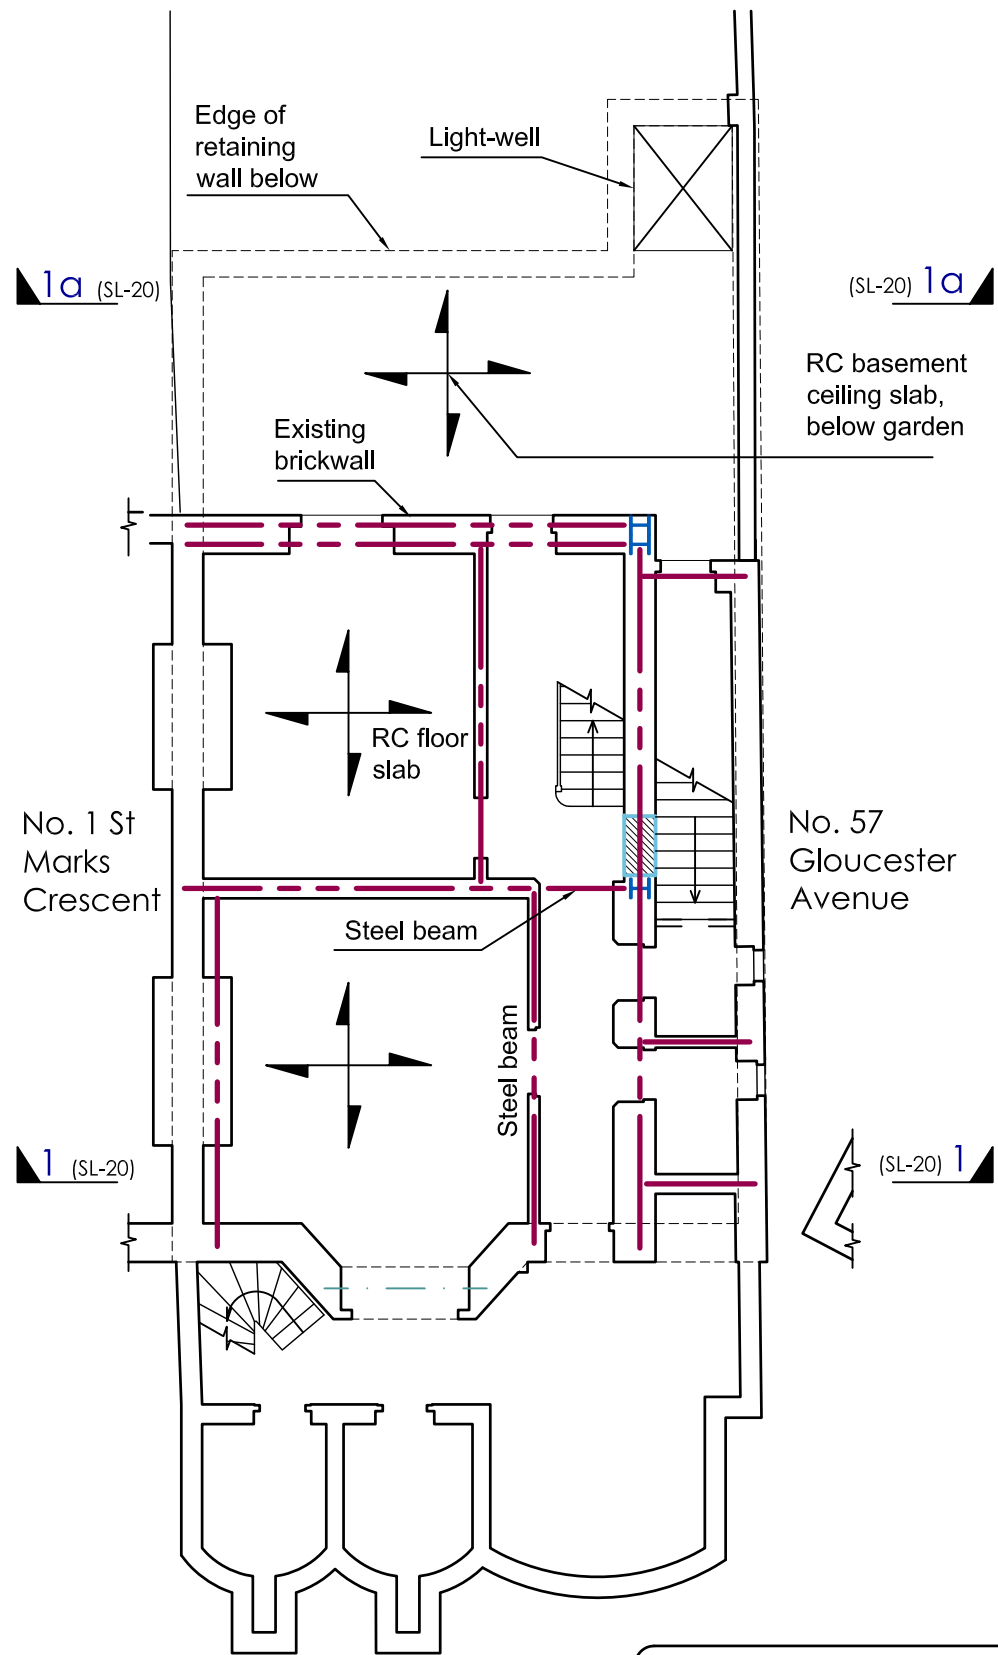 Edge of
retaining
wall below
Light-well
1a (SL-20)
(SL-20) 1a
RC basement
ceiling slab,
below garden
Existing
brickwall
RC floor
slab
No. 1 St
Marks
Crescent
No. 57
Gloucester
Avenue
Steel beam
Steel beam
1 (SL-20)
(SL-20) 1